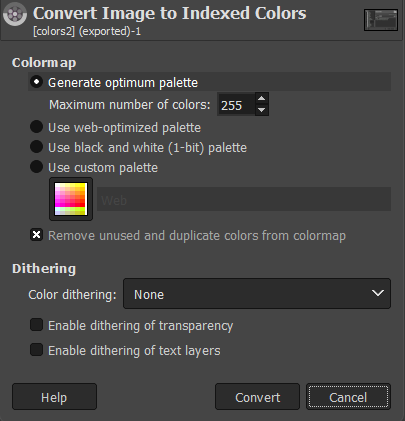 Convert Image to Indexed Colors
[colors2] (exported)-1
Colormap
Generate optimum palette
Maximum number of colors: 255
Use web-optimized palette
Use black and white (1-bit) palette
Use custom palette
Web
Remove unused and duplicate colors from colormap
Dithering
Color dithering: None
Enable dithering of transparency
Enable dithering of text layers
Help Convert Cancel